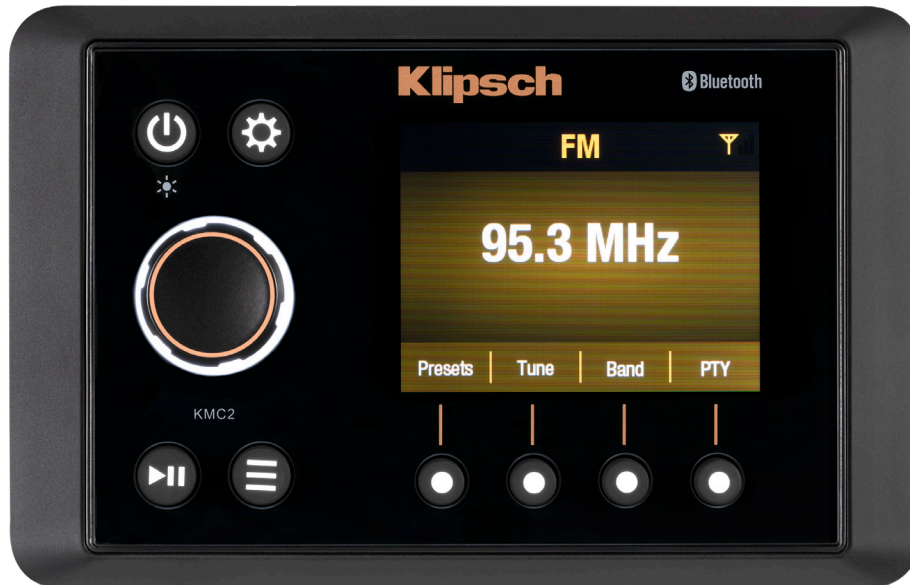 Klipsch
Bluetooth
FM
95.3 MHz
Presets Tune Band PTY
KMC2